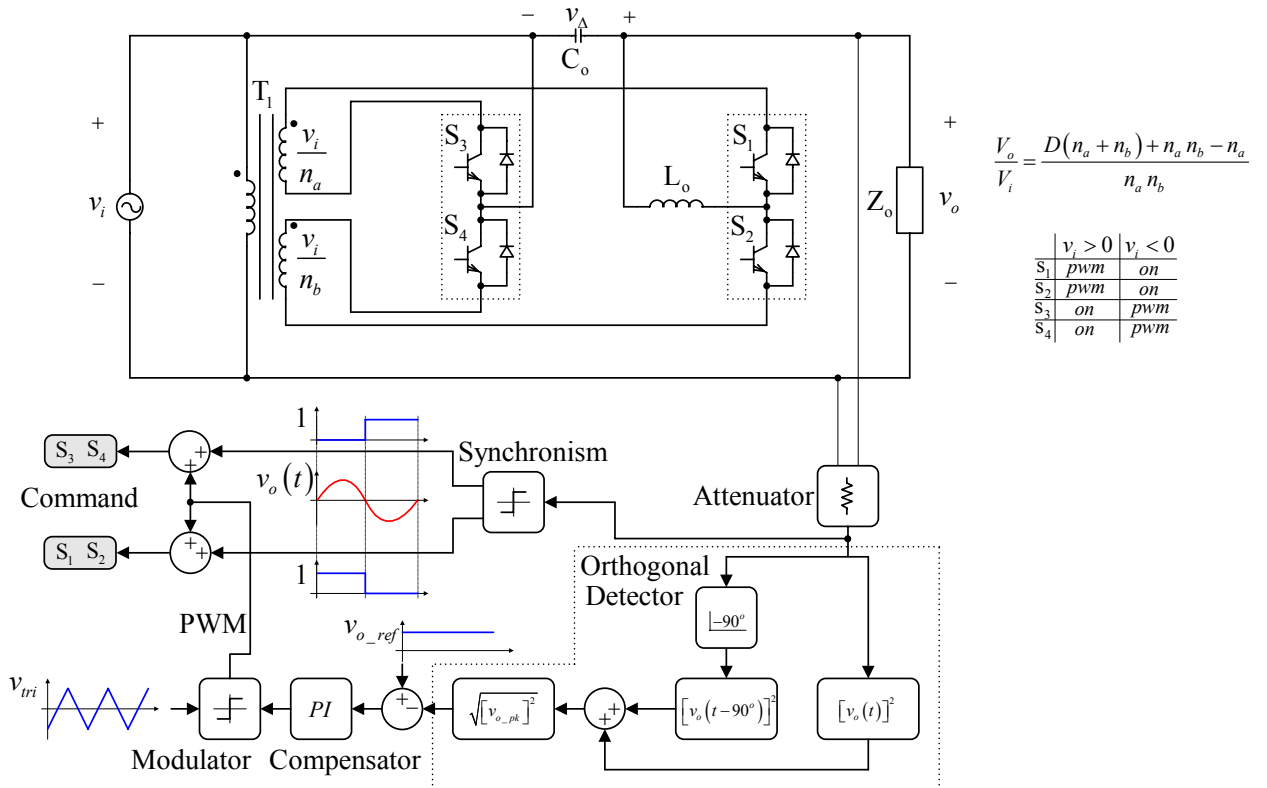 − v_Δ +
C_o
T_1
+
v_i
−
v_i / n_a
v_i / n_b
S_3
S_4
S_1
S_2
L_o
Z_o
+
v_o
−
V_o / V_i = (D(n_a + n_b) + n_a n_b − n_a) / (n_a n_b)
v_i > 0 v_i < 0
S_1 pwm on
S_2 pwm on
S_3 on pwm
S_4 on pwm
S_3 S_4
+ +
Command
S_1 S_2
+ +
1
v_o(t)
1
Synchronism
Attenuator
Orthogonal
Detector
|−90°
PWM
v_o_ref
v_tri
Modulator
PI
Compensator
+ −
√[v_o_pk]^2
+ +
[v_o(t−90°)]^2
[v_o(t)]^2